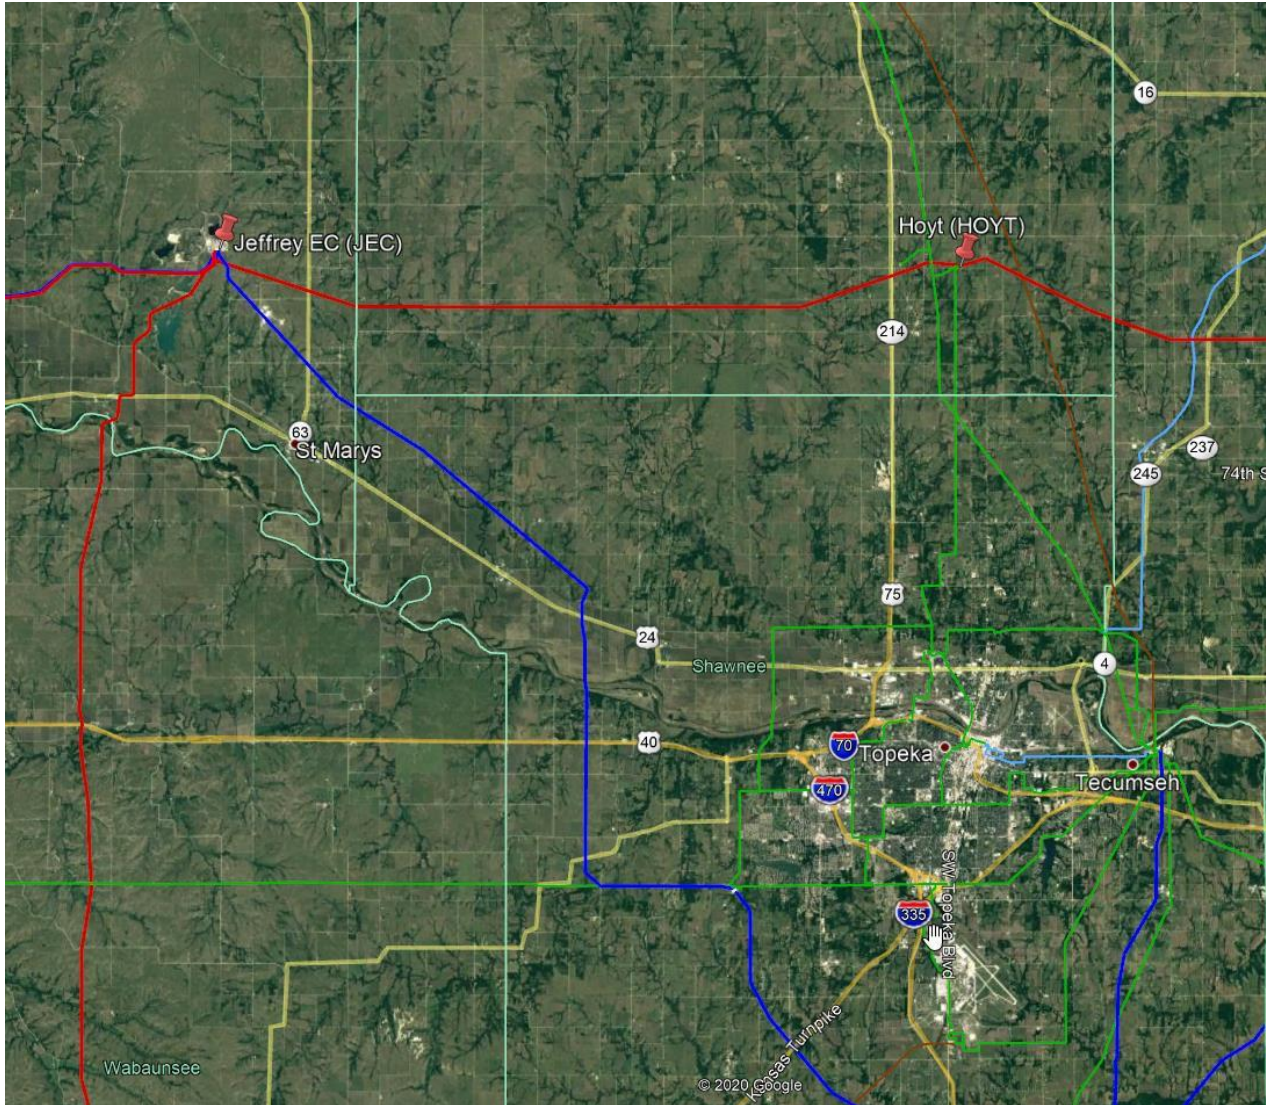 16
Hoyt (HOYT)
Jeffrey EC (JEC)
214
63
St Marys
237
245
74th S
75
24
Shawnee
4
40
70
Topeka
Tecumseh
470
SW Topeka Blvd
335
Kansas Turnpike
Wabaunsee
© 2020 Google